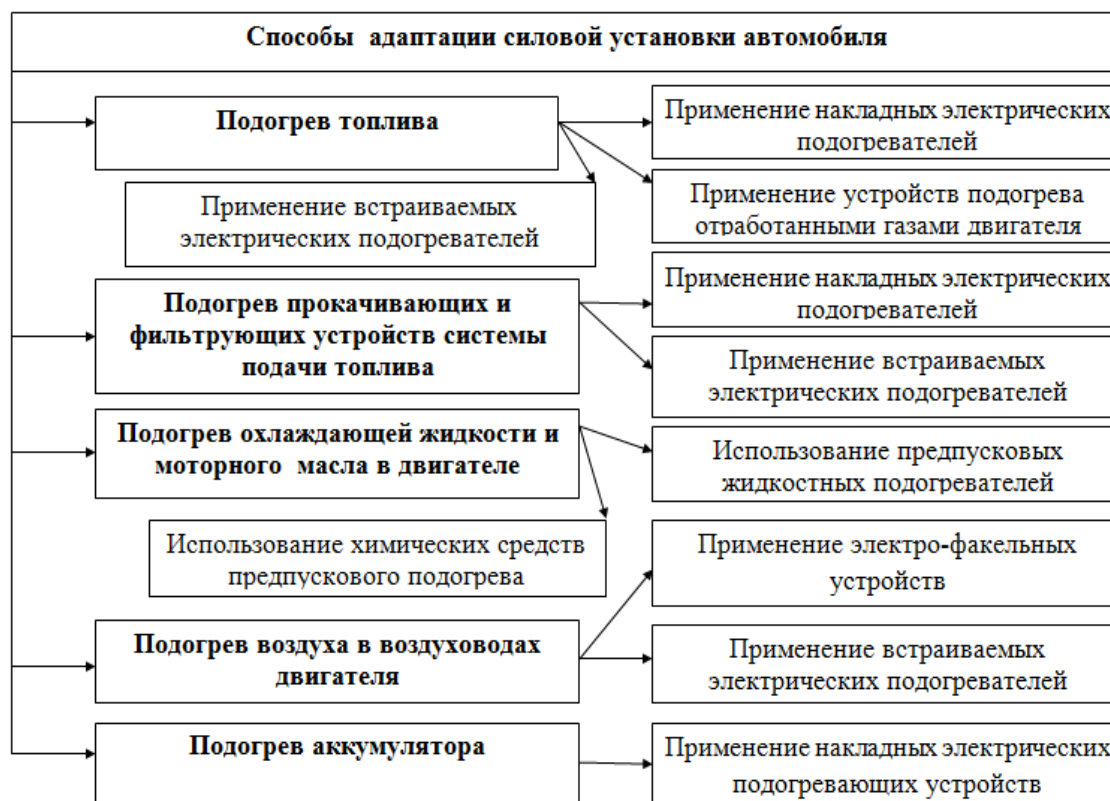 Способы адаптации силовой установки автомобиля
Подогрев топлива
Применение накладных электрических
подогревателей
Применение устройств подогрева
отработанными газами двигателя
Применение встраиваемых
электрических подогревателей
Подогрев прокачивающих и
фильтрующих устройств системы
подачи топлива
Применение накладных электрических
подогревателей
Применение встраиваемых
электрических подогревателей
Подогрев охлаждающей жидкости и
моторного масла в двигателе
Использование предпусковых
жидкостных подогревателей
Использование химических средств
предпускового подогрева
Применение электро-факельных
устройств
Подогрев воздуха в воздуховодах
двигателя
Применение встраиваемых
электрических подогревателей
Подогрев аккумулятора
Применение накладных электрических
подогревающих устройств